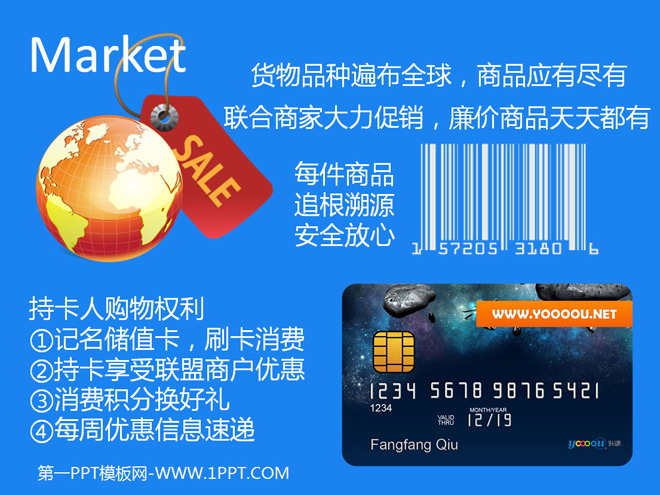 Market
货物品种遍布全球，商品应有尽有
联合商家大力促销，廉价商品天天都有
SALE
每件商品
追根溯源
安全放心
1 57205 31180 6
持卡人购物权利
①记名储值卡，刷卡消费
②持卡享受联盟商户优惠
③消费积分换好礼
④每周优惠信息速递
WWW.YOOOOU.NET
1234 5678 9876 5421
1234
MONTH/YEAR
VALID THRU 12/19
Fangfang Qiu
yoooou
第一PPT模板网-WWW.1PPT.COM